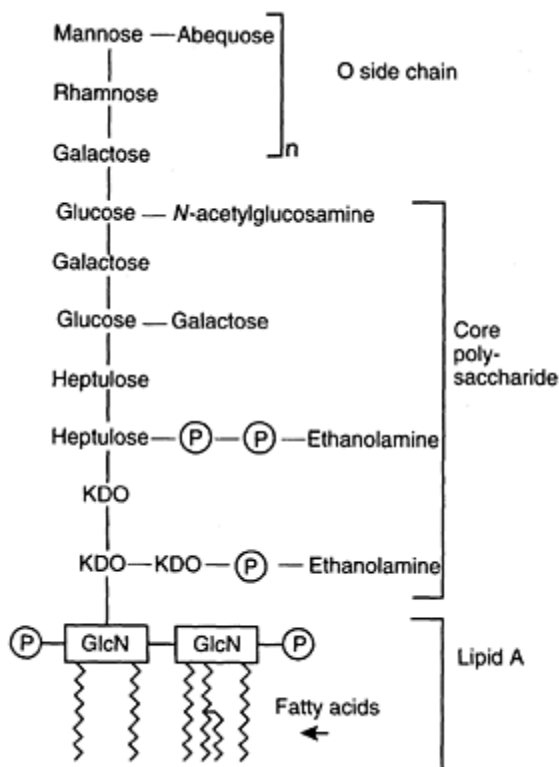 Mannose — Abequose
O side chain
Rhamnose
Galactose
n
Glucose — N-acetylglucosamine
Galactose
Glucose — Galactose
Core
poly-
saccharide
Heptulose
Heptulose — P — P — Ethanolamine
KDO
KDO — KDO — P — Ethanolamine
P — GlcN — GlcN — P
Lipid A
Fatty acids